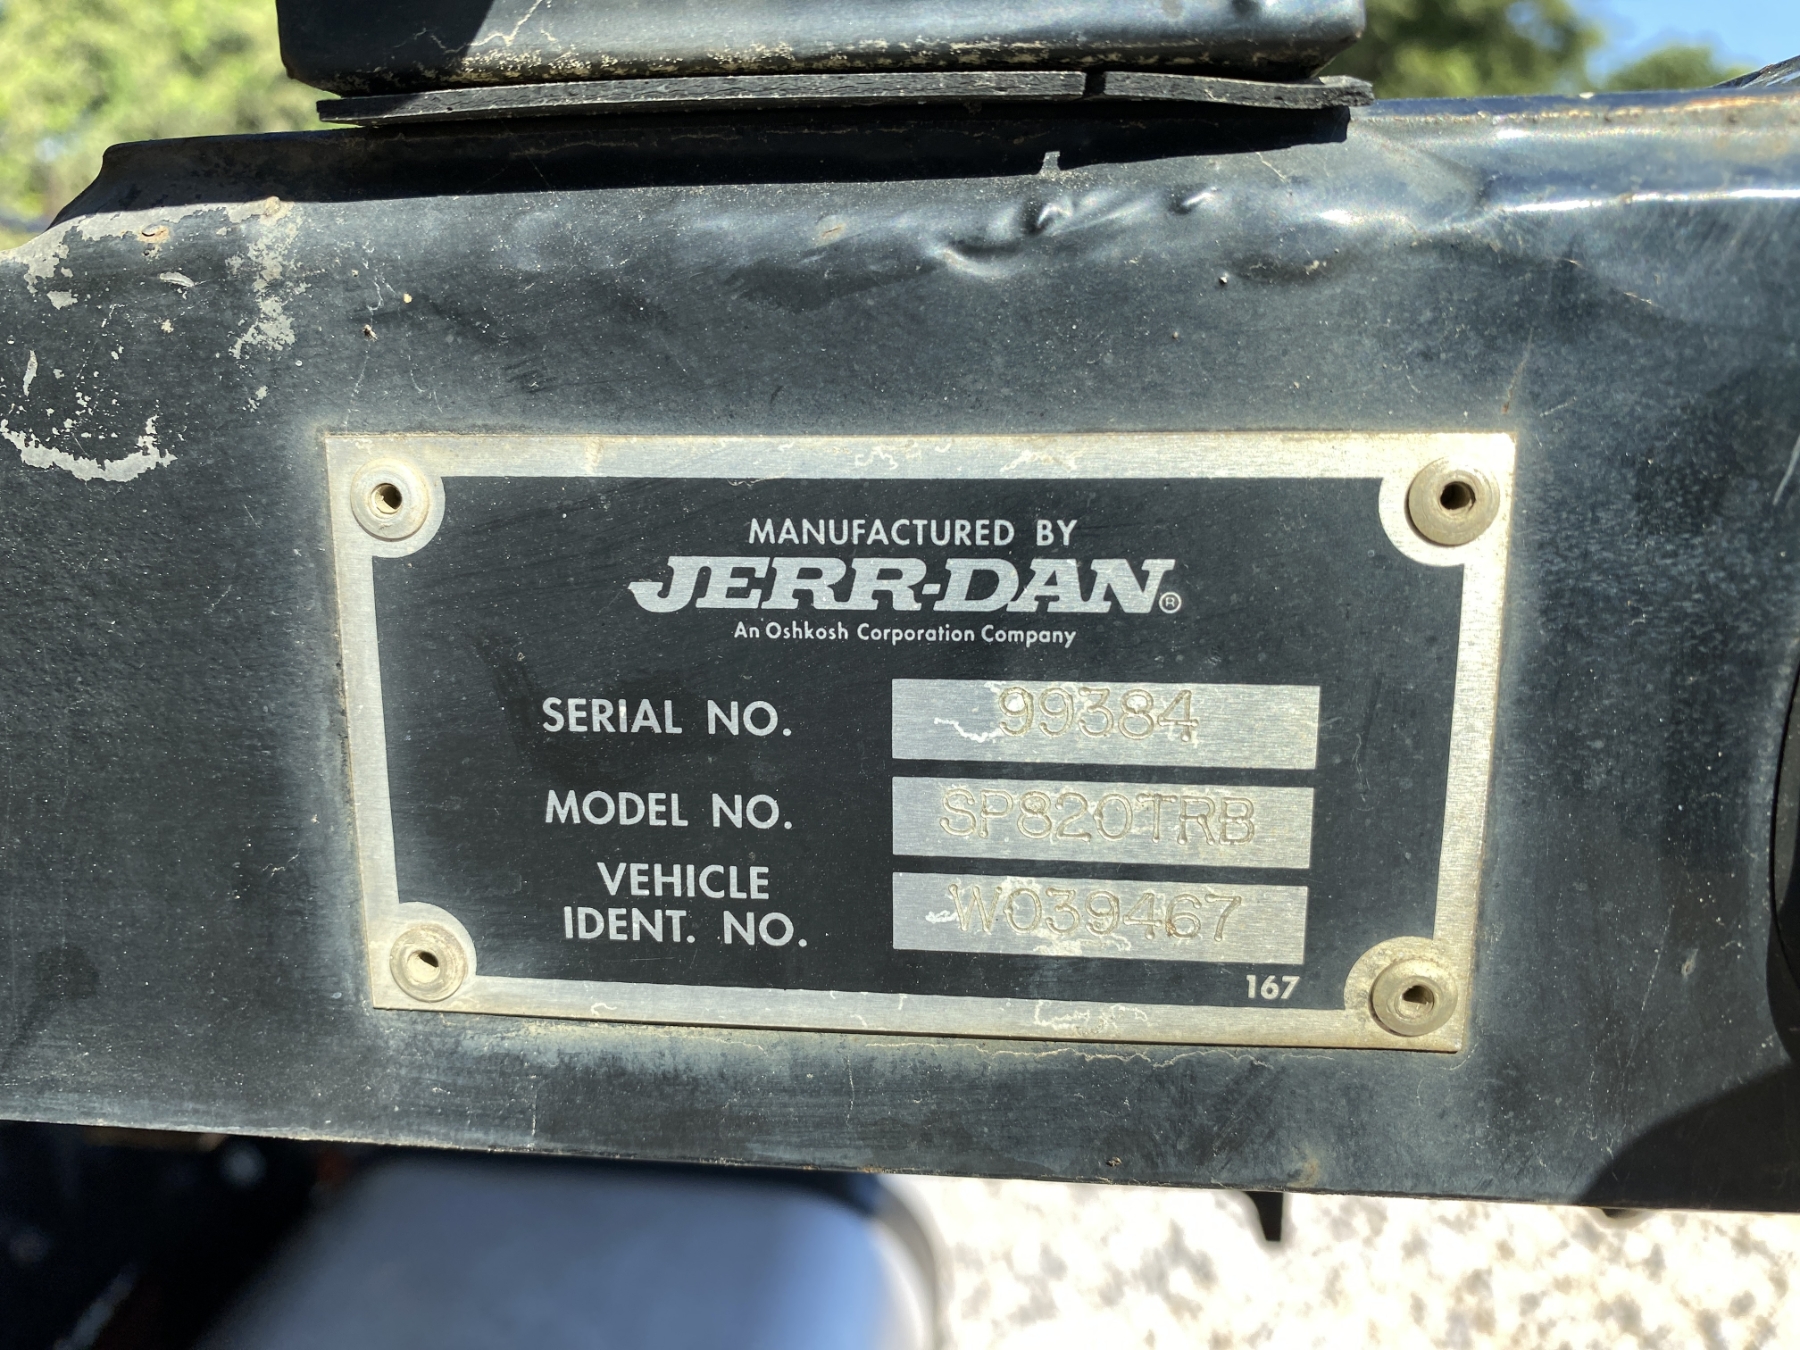 MANUFACTURED BY
JERR-DAN®
An Oshkosh Corporation Company
SERIAL NO. 99384
MODEL NO. SP820TRB
VEHICLE
IDENT. NO. W039467
167